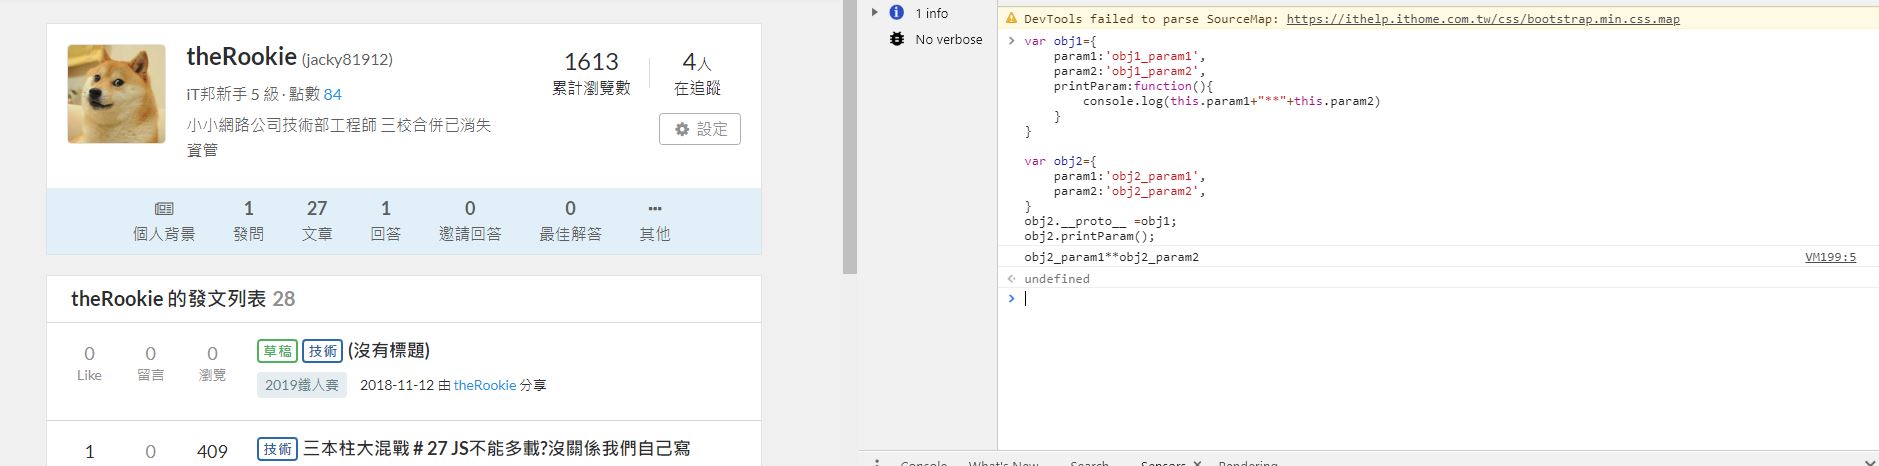 theRookie (jacky81912)
iT邦新手 5 級 · 點數 84
小小網路公司技術部工程師 三校合併已消失
資管
1613
累計瀏覽數
4人
在追蹤
設定
個人背景
1
發問
27
文章
1
回答
0
邀請回答
0
最佳解答
其他
theRookie 的發文列表 28
0
Like
0
留言
0
瀏覽
草稿 技術 (沒有標題)
2019鐵人賽 2018-11-12 由 theRookie 分享
1
0
409
技術 三本柱大混戰 # 27 JS不能多載?沒關係我們自己寫
1 info
No verbose
DevTools failed to parse SourceMap: https://ithelp.ithome.com.tw/css/bootstrap.min.css.map
var obj1={
param1:'obj1_param1',
param2:'obj1_param2',
printParam:function(){
console.log(this.param1+"**"+this.param2)
}
}
var obj2={
param1:'obj2_param1',
param2:'obj2_param2',
}
obj2.__proto__ =obj1;
obj2.printParam();
obj2_param1**obj2_param2 VM199:5
undefined
Console What's New Search Sensors Rendering